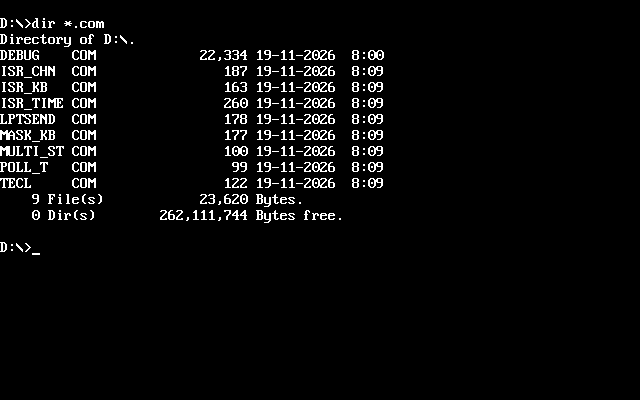 D:\>dir *.com
Directory of D:\.
DEBUG    COM             22,334 19-11-2026  8:00
ISR_CHN  COM                187 19-11-2026  8:09
ISR_KB   COM                163 19-11-2026  8:09
ISR_TIME COM                260 19-11-2026  8:09
LPTSEND  COM                178 19-11-2026  8:09
MASK_KB  COM                177 19-11-2026  8:09
MULTI_ST COM                100 19-11-2026  8:09
POLL_T   COM                 99 19-11-2026  8:09
TECL     COM                122 19-11-2026  8:09
    9 File(s)            23,620 Bytes.
    0 Dir(s)       262,111,744 Bytes free.
D:\>_